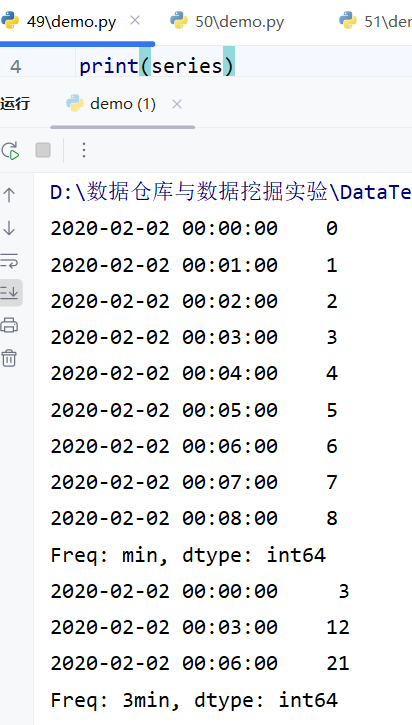 49\demo.py
50\demo.py
51\der
4 print(series)
运行 demo (1)
D:\数据仓库与数据挖掘实验\DataTe
2020-02-02 00:00:00 0
2020-02-02 00:01:00 1
2020-02-02 00:02:00 2
2020-02-02 00:03:00 3
2020-02-02 00:04:00 4
2020-02-02 00:05:00 5
2020-02-02 00:06:00 6
2020-02-02 00:07:00 7
2020-02-02 00:08:00 8
Freq: min, dtype: int64
2020-02-02 00:00:00 3
2020-02-02 00:03:00 12
2020-02-02 00:06:00 21
Freq: 3min, dtype: int64